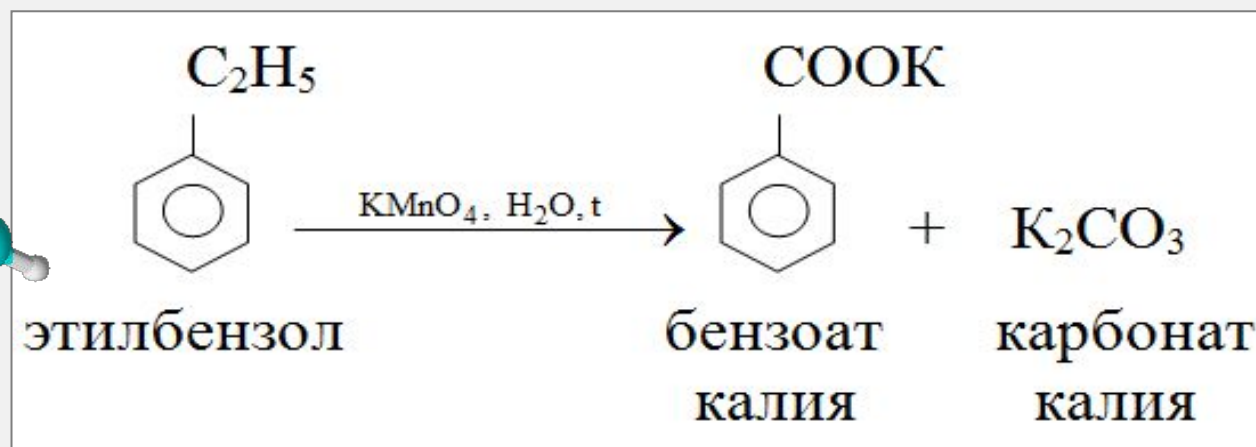 C₂H₅ COOK
KMnO₄, H₂O, t
+ K₂CO₃
этилбензол бензоат калия карбонат калия